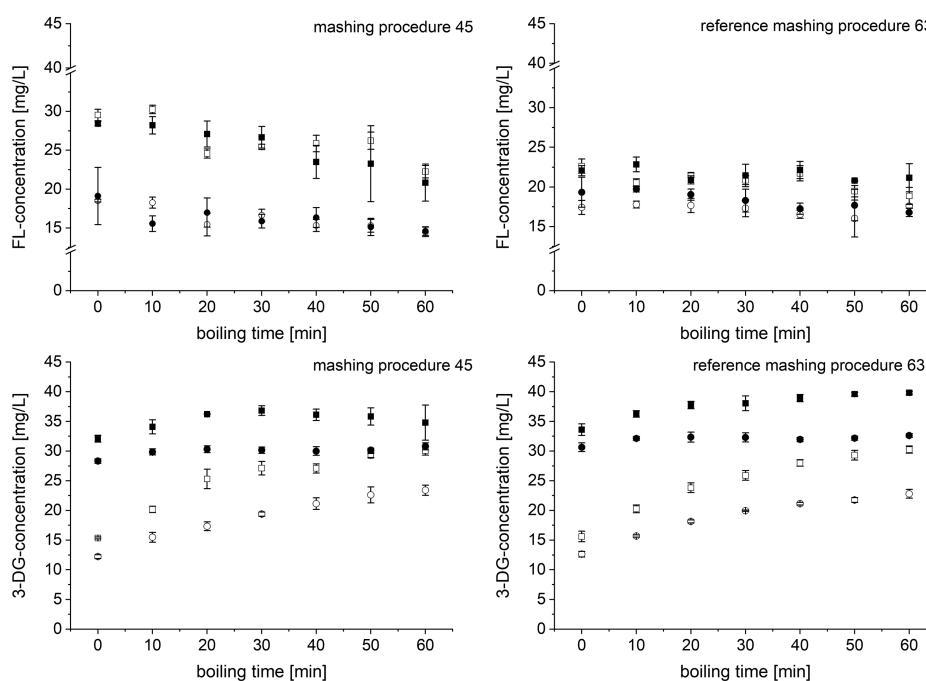 mashing procedure 45
FL-concentration [mg/L]
45
40
30
25
20
15
0
0 10 20 30 40 50 60
boiling time [min]
reference mashing procedure 63
FL-concentration [mg/L]
45
40
30
25
20
15
0
0 10 20 30 40 50 60
boiling time [min]
mashing procedure 45
3-DG-concentration [mg/L]
45
40
35
30
25
20
15
10
5
0
0 10 20 30 40 50 60
boiling time [min]
reference mashing procedure 63
3-DG-concentration [mg/L]
45
40
35
30
25
20
15
10
5
0
0 10 20 30 40 50 60
boiling time [min]